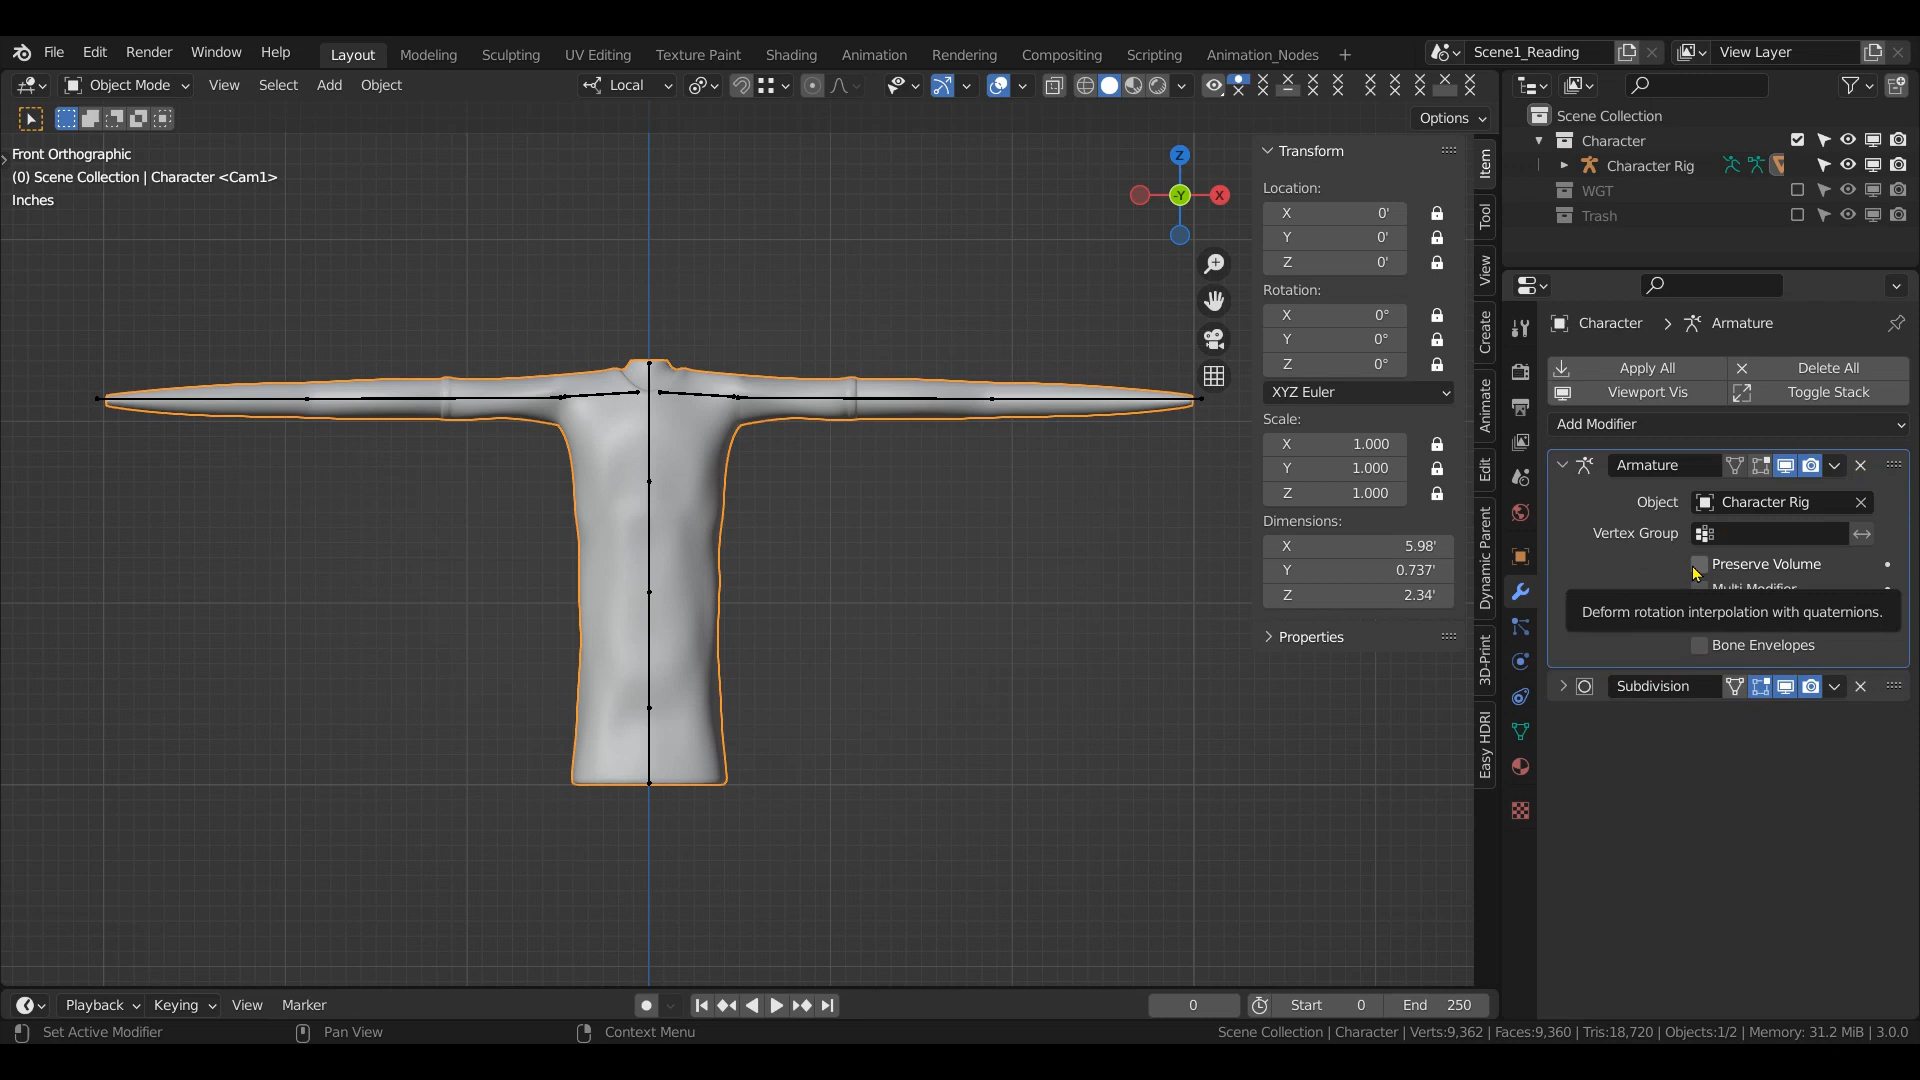 File Edit Render Window Help Layout Modeling Sculpting UV Editing Texture Paint Shading Animation Rendering Compositing Scripting Animation_Nodes + Scene1_Reading View Layer
Object Mode View Select Add Object Local
Options
Front Orthographic
(0) Scene Collection | Character <Cam1>
Inches
Z
-Y
X
Transform
Location:
X 0'
Y 0'
Z 0'
Rotation:
X 0°
Y 0°
Z 0°
XYZ Euler
Scale:
X 1.000
Y 1.000
Z 1.000
Dimensions:
X 5.98'
Y 0.737'
Z 2.34'
Properties
Item
Tool
View
Create
Animate
Edit
Dynamic Parent
3D-Print
Easy HDRI
Scene Collection
Character
Character Rig
WGT
Trash
Character > Armature
Apply All Delete All
Viewport Vis Toggle Stack
Add Modifier
Armature
Object Character Rig
Vertex Group
Preserve Volume
Multi Modifier
Deform rotation interpolation with quaternions.
Bone Envelopes
Subdivision
Playback Keying View Marker 0 Start 0 End 250
Set Active Modifier Pan View Context Menu Scene Collection | Character | Verts:9,362 | Faces:9,360 | Tris:18,720 | Objects:1/2 | Memory: 31.2 MiB | 3.0.0